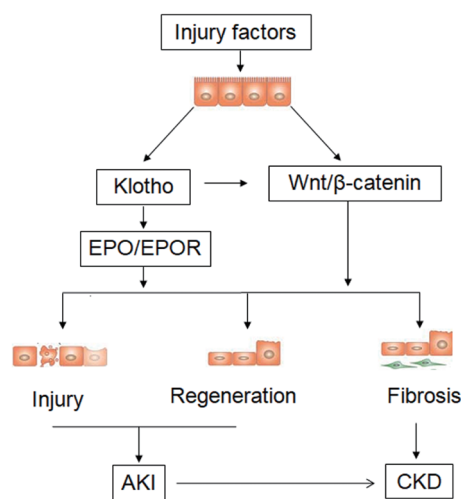 Injury factors
Klotho
Wnt/β-catenin
EPO/EPOR
Injury
Regeneration
Fibrosis
AKI
CKD